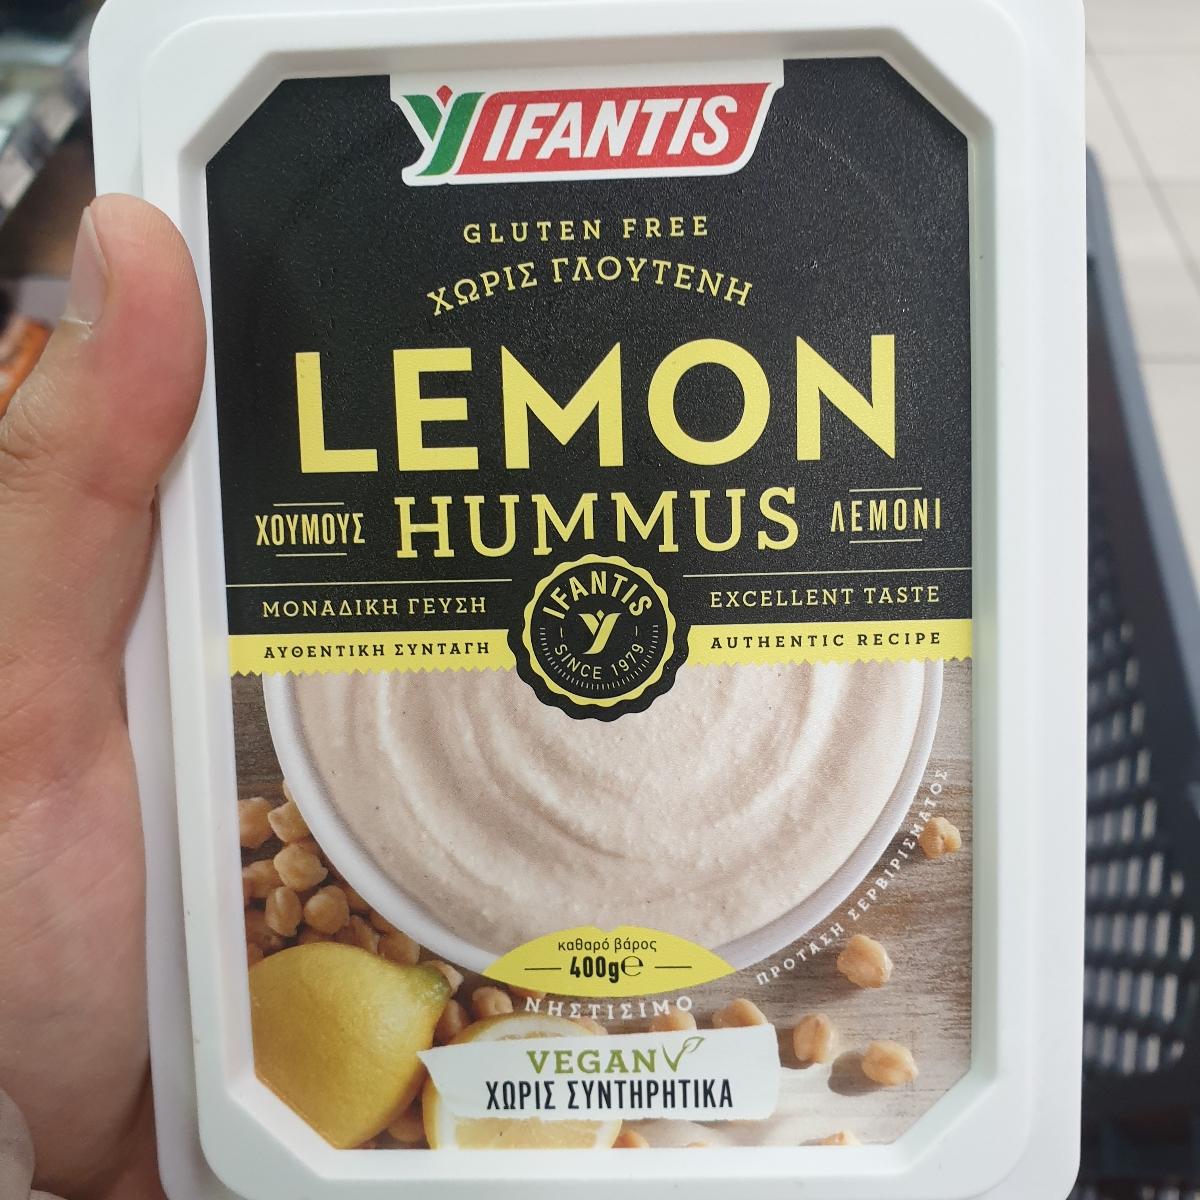 IFANTIS
GLUTEN FREE
ΧΩΡΙΣ ΓΛΟΥΤΕΝΗ
LEMON
ΧΟΥΜΟΥΣ HUMMUS ΛΕΜΟΝΙ
ΜΟΝΑΔΙΚΗ ΓΕΥΣΗ
ΑΥΘΕΝΤΙΚΗ ΣΥΝΤΑΓΗ
IFANTIS
SINCE 1979
EXCELLENT TASTE
AUTHENTIC RECIPE
ΠΡΟΤΑΣΗ ΣΕΡΒΙΡΙΣΜΑΤΟΣ
καθαρό βάρος
400g℮
ΝΗΣΤΙΣΙΜΟ
VEGAN
ΧΩΡΙΣ ΣΥΝΤΗΡΗΤΙΚΑ